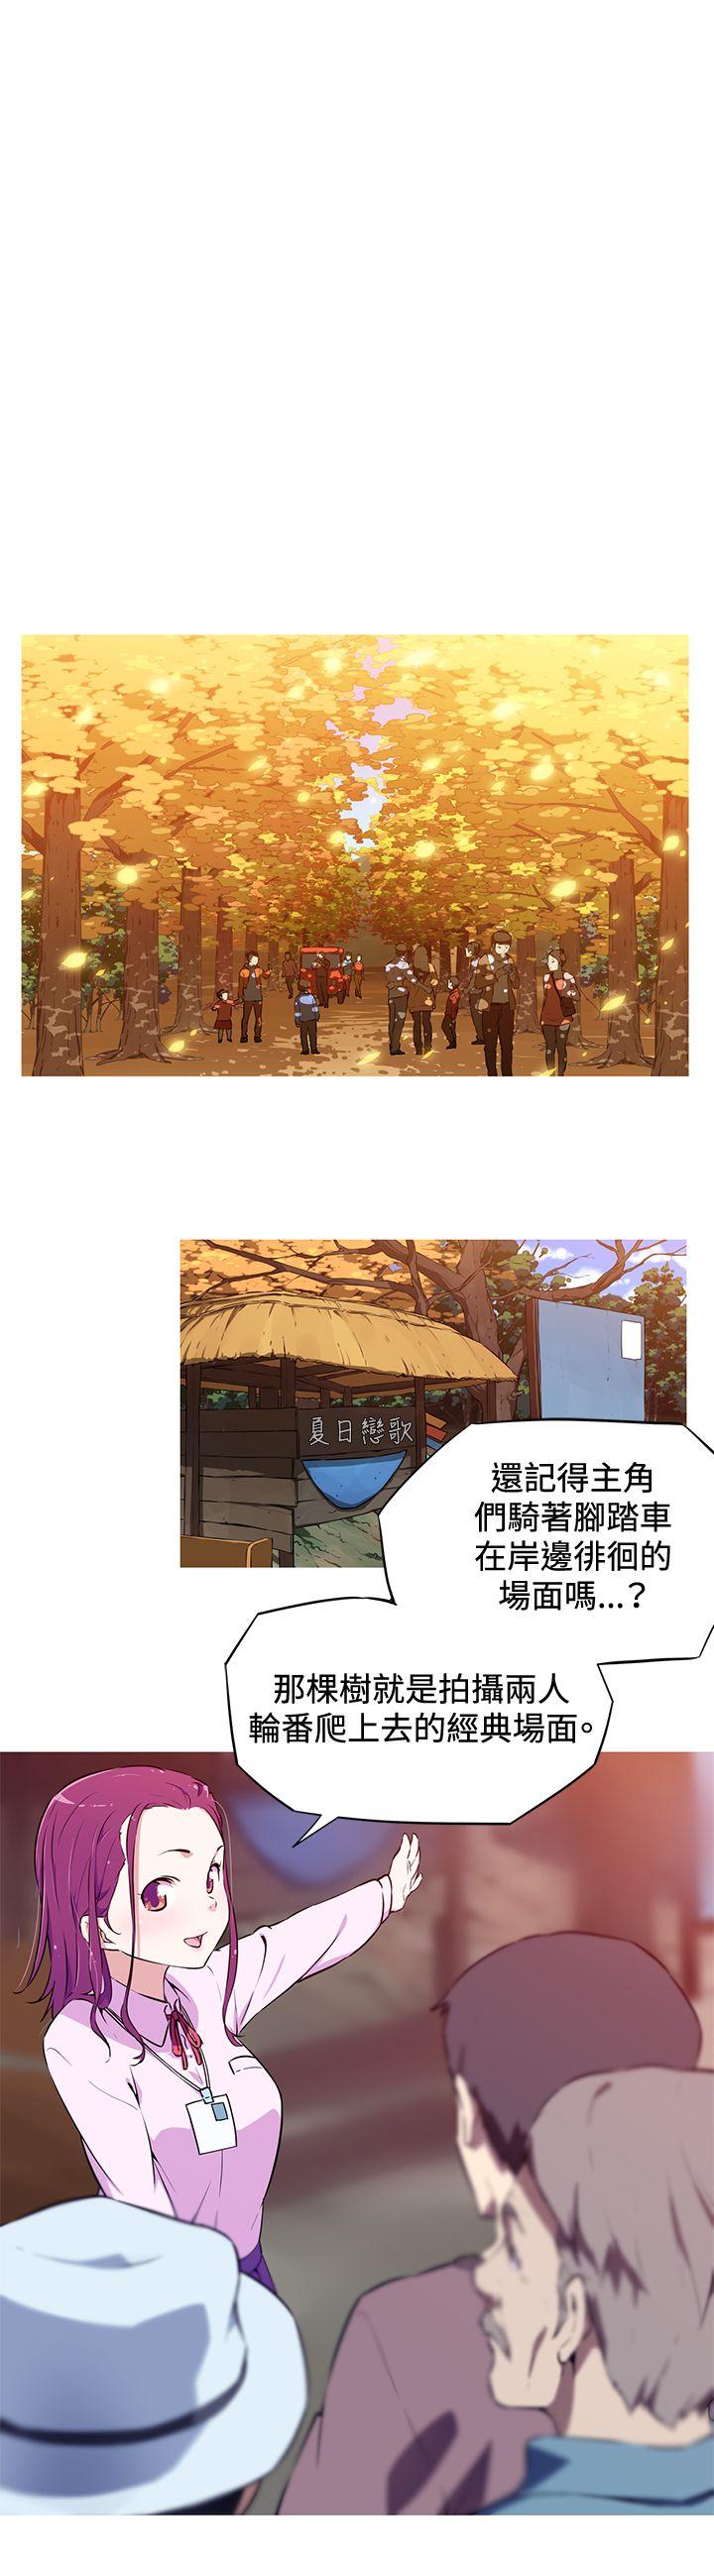 夏日戀歌
還記得主角
們騎著腳踏車
在岸邊徘徊的
場面嗎...?
那棵樹就是拍攝兩人
輪番爬上去的經典場面。